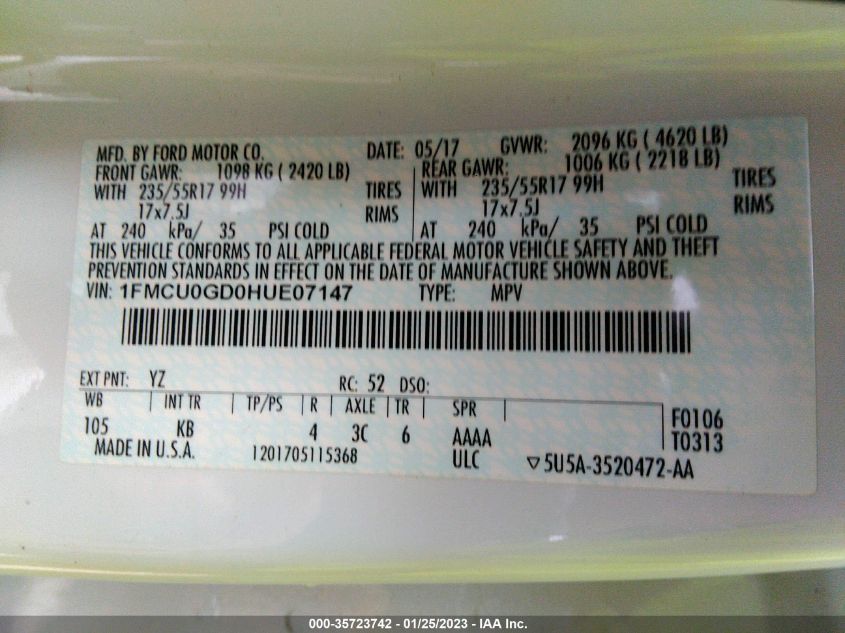 MFD. BY FORD MOTOR CO. DATE: 05/17 GVWR: 2096 KG ( 4620 LB)
FRONT GAWR: 1098 KG ( 2420 LB) REAR GAWR: 1006 KG ( 2218 LB)
WITH 235/55R17 99H TIRES WITH 235/55R17 99H TIRES
17x7.5J RIMS 17x7.5J RIMS
AT 240 kPa/ 35 PSI COLD AT 240 kPa/ 35 PSI COLD
THIS VEHICLE CONFORMS TO ALL APPLICABLE FEDERAL MOTOR VEHICLE SAFETY AND THEFT
PREVENTION STANDARDS IN EFFECT ON THE DATE OF MANUFACTURE SHOWN ABOVE.
VIN: 1FMCU0GD0HUE07147 TYPE: MPV
EXT PNT: YZ RC: 52 DSO:
WB INT TR TP/PS R AXLE TR SPR F0106
105 KB 4 3C 6 AAAA T0313
MADE IN U.S.A. 1201705115368 ULC 5U5A-3520472-AA
000-35723742 - 01/25/2023 - IAA Inc.